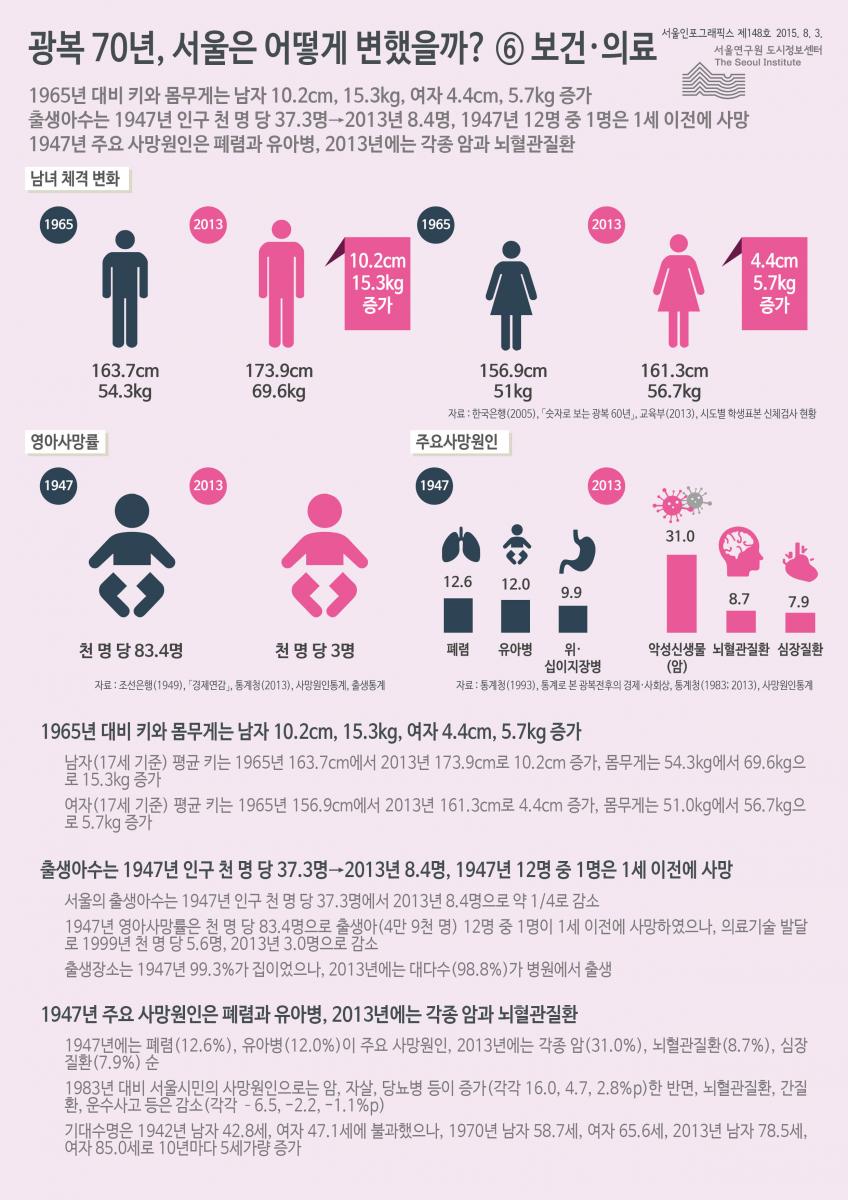 광복 70년, 서울은 어떻게 변했을까? ⑥ 보건·의료
서울인포그래픽스 제148호 2015. 8. 3.
서울연구원 도시정보센터
The Seoul Institute
1965년 대비 키와 몸무게는 남자 10.2cm, 15.3kg, 여자 4.4cm, 5.7kg 증가
출생아수는 1947년 인구 천 명 당 37.3명→2013년 8.4명, 1947년 12명 중 1명은 1세 이전에 사망
1947년 주요 사망원인은 폐렴과 유아병, 2013년에는 각종 암과 뇌혈관질환
남녀 체격 변화
1965
2013
10.2cm
15.3kg
증가
163.7cm
54.3kg
173.9cm
69.6kg
1965
2013
4.4cm
5.7kg
증가
156.9cm
51kg
161.3cm
56.7kg
자료 : 한국은행(2005), 「숫자로 보는 광복 60년」, 교육부(2013), 시도별 학생표본 신체검사 현황
영아사망률
1947
2013
천 명 당 83.4명
천 명 당 3명
자료 : 조선은행(1949), 「경제연감」, 통계청(2013), 사망원인통계, 출생통계
주요사망원인
1947
2013
12.6
12.0
9.9
31.0
8.7
7.9
폐렴
유아병
위·
십이지장병
악성신생물
(암)
뇌혈관질환
심장질환
자료 : 통계청(1993), 통계로 본 광복전후의 경제·사회상, 통계청(1983; 2013), 사망원인통계
1965년 대비 키와 몸무게는 남자 10.2cm, 15.3kg, 여자 4.4cm, 5.7kg 증가
남자(17세 기준) 평균 키는 1965년 163.7cm에서 2013년 173.9cm로 10.2cm 증가, 몸무게는 54.3kg에서 69.6kg으
로 15.3kg 증가
여자(17세 기준) 평균 키는 1965년 156.9cm에서 2013년 161.3cm로 4.4cm 증가, 몸무게는 51.0kg에서 56.7kg으
로 5.7kg 증가
출생아수는 1947년 인구 천 명 당 37.3명→2013년 8.4명, 1947년 12명 중 1명은 1세 이전에 사망
서울의 출생아수는 1947년 인구 천 명 당 37.3명에서 2013년 8.4명으로 약 1/4로 감소
1947년 영아사망률은 천 명 당 83.4명으로 출생아(4만 9천 명) 12명 중 1명이 1세 이전에 사망하였으나, 의료기술 발달
로 1999년 천 명 당 5.6명, 2013년 3.0명으로 감소
출생장소는 1947년 99.3%가 집이었으나, 2013년에는 대다수(98.8%)가 병원에서 출생
1947년 주요 사망원인은 폐렴과 유아병, 2013년에는 각종 암과 뇌혈관질환
1947년에는 폐렴(12.6%), 유아병(12.0%)이 주요 사망원인, 2013년에는 각종 암(31.0%), 뇌혈관질환(8.7%), 심장
질환(7.9%) 순
1983년 대비 서울시민의 사망원인으로는 암, 자살, 당뇨병 등이 증가(각각 16.0, 4.7, 2.8%p)한 반면, 뇌혈관질환, 간질
환, 운수사고 등은 감소(각각 -6.5, -2.2, -1.1%p)
기대수명은 1942년 남자 42.8세, 여자 47.1세에 불과했으나, 1970년 남자 58.7세, 여자 65.6세, 2013년 남자 78.5세,
여자 85.0세로 10년마다 5세가량 증가